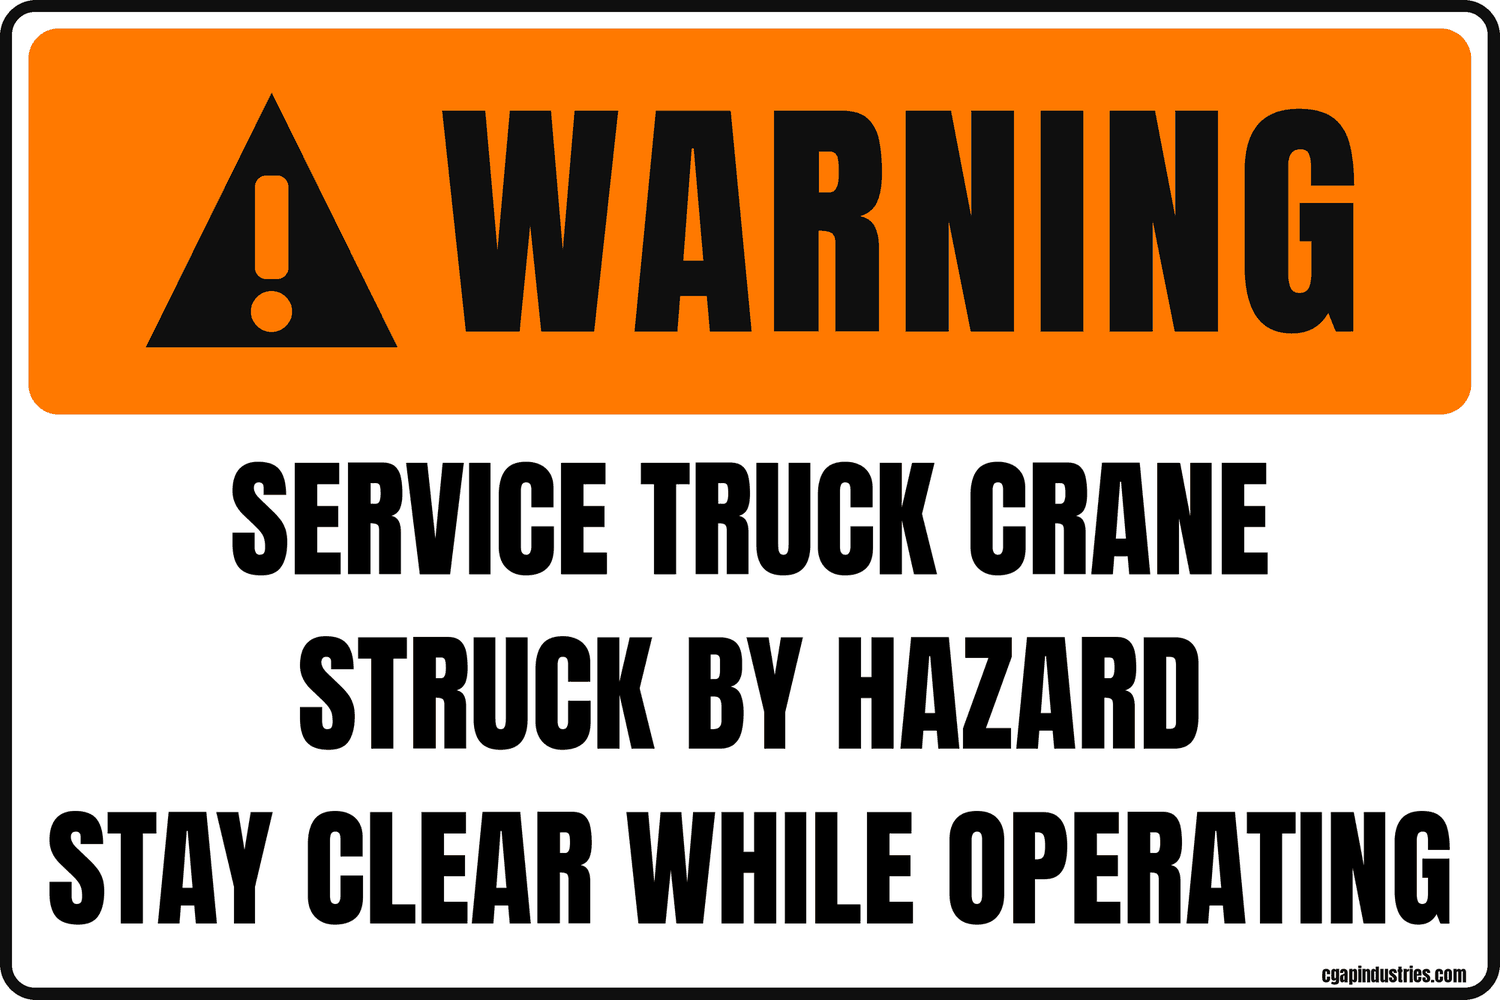 WARNING
SERVICE TRUCK CRANE
STRUCK BY HAZARD
STAY CLEAR WHILE OPERATING
cgapindustries.com